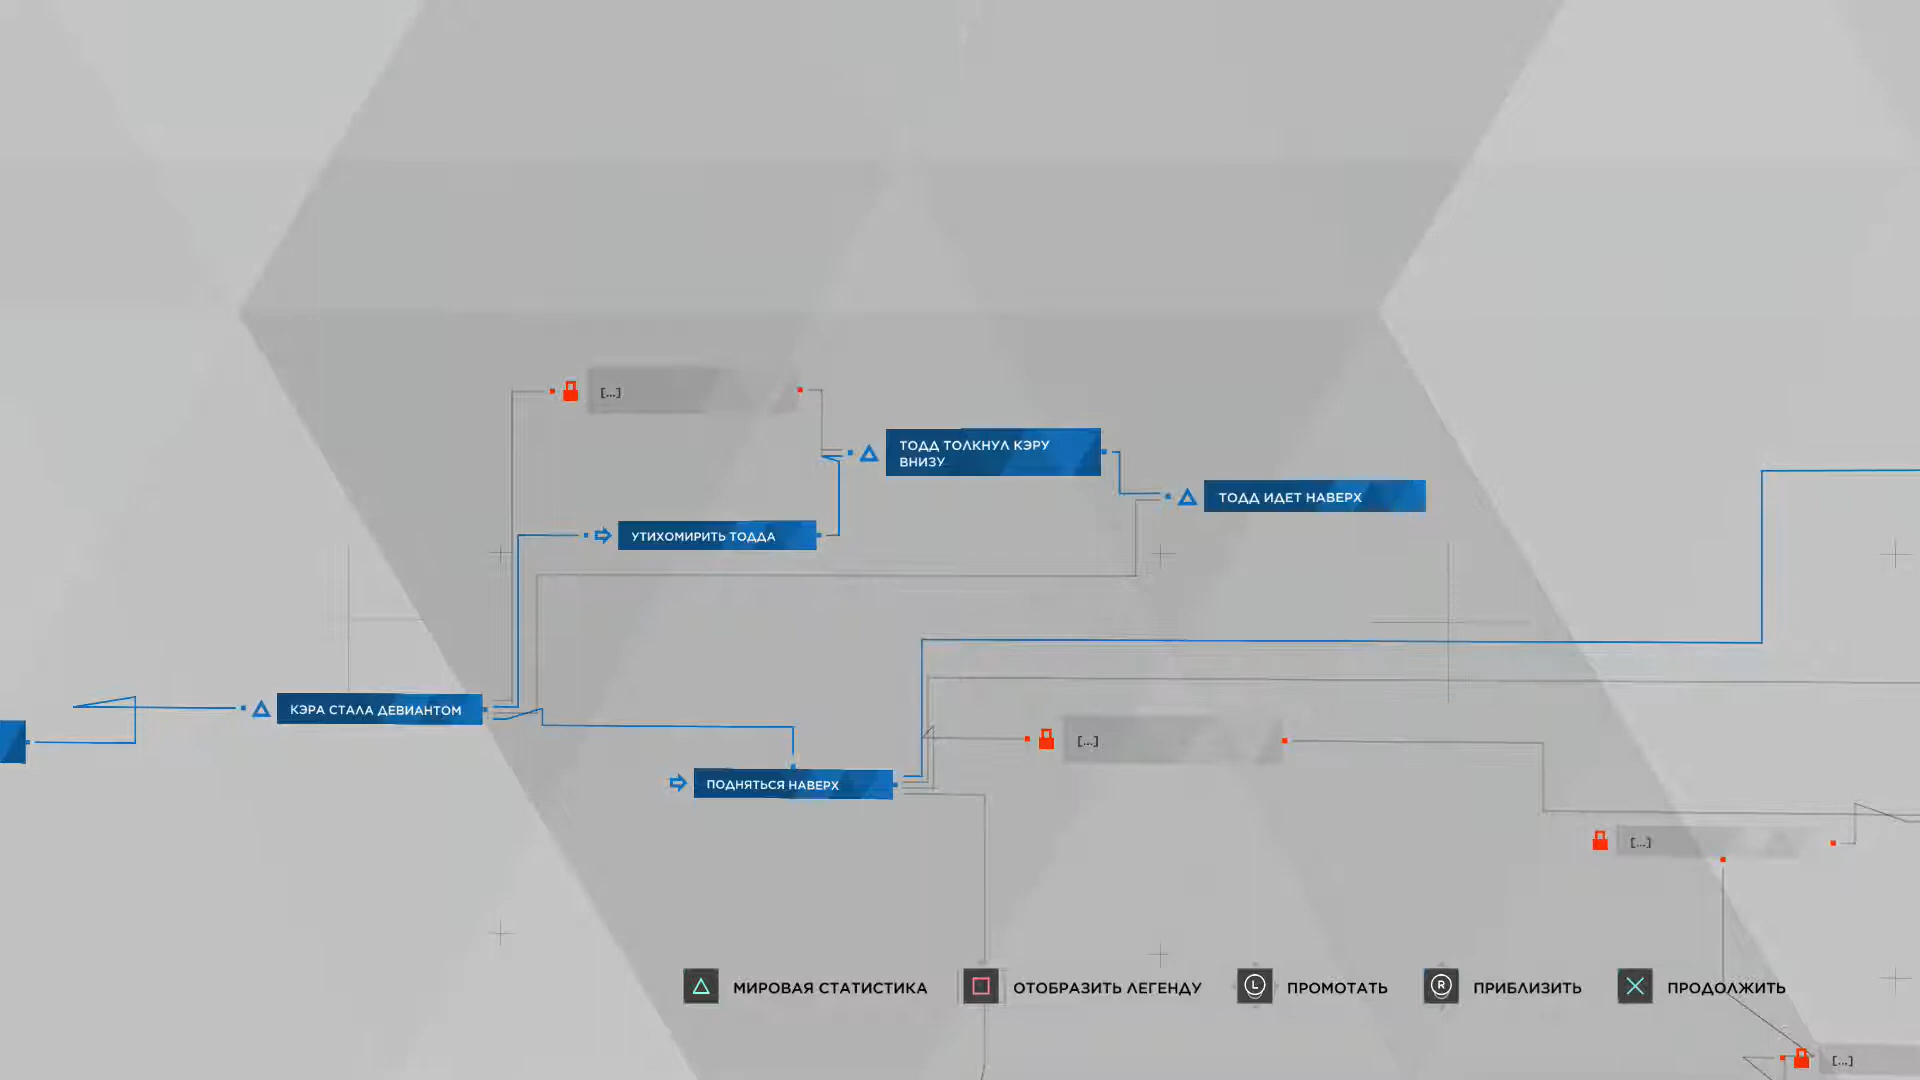 [...]
ТОДД ТОЛКНУЛ КЭРУ
ВНИЗУ
ТОДД ИДЕТ НАВЕРХ
УТИХОМИРИТЬ ТОДДА
КЭРА СТАЛА ДЕВИАНТОМ
[...]
ПОДНЯТЬСЯ НАВЕРХ
[...]
МИРОВАЯ СТАТИСТИКА
ОТОБРАЗИТЬ ЛЕГЕНДУ
L
ПРОМОТАТЬ
R
ПРИБЛИЗИТЬ
ПРОДОЛЖИТЬ
[...]